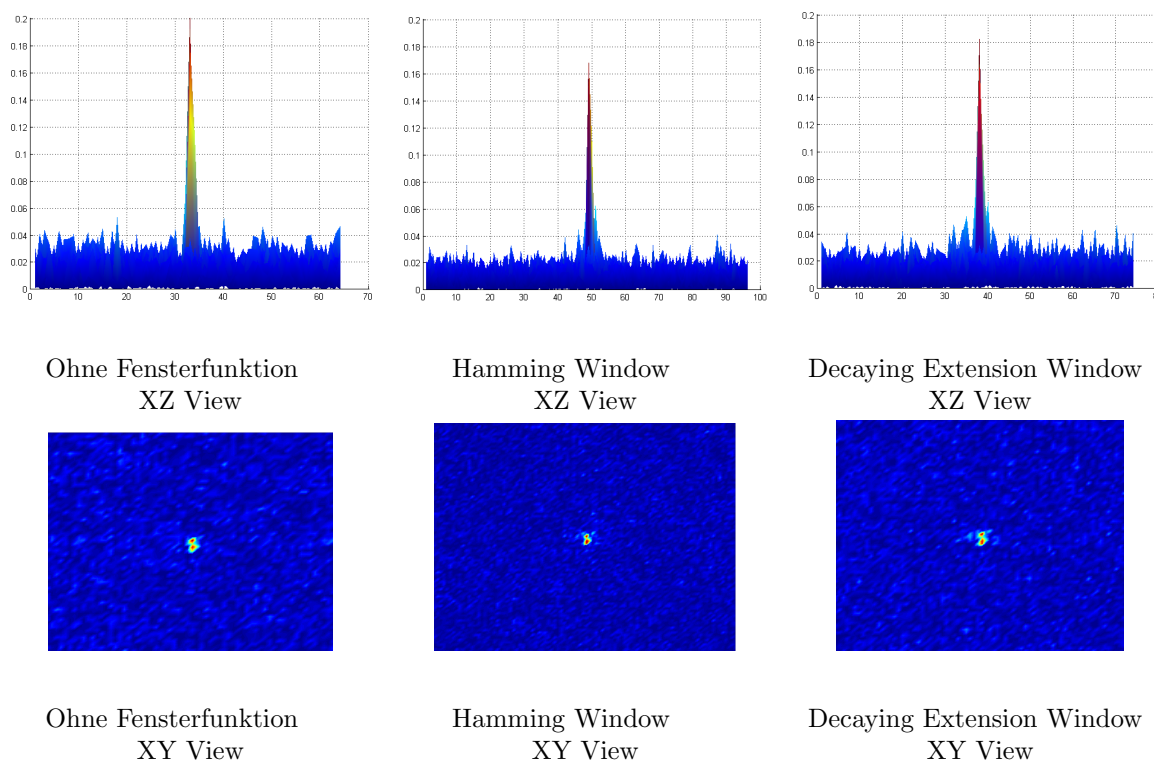 0.2
0.18
0.16
0.14
0.12
0.1
0.08
0.06
0.04
0.02
0
0 10 20 30 40 50 60 70
0.2
0.18
0.16
0.14
0.12
0.1
0.08
0.06
0.04
0.02
0
0 10 20 30 40 50 60 70 80 90 100
0.2
0.18
0.16
0.14
0.12
0.1
0.08
0.06
0.04
0.02
0
0 10 20 30 40 50 60 70 80
Ohne Fensterfunktion
XZ View
Hamming Window
XZ View
Decaying Extension Window
XZ View
Ohne Fensterfunktion
XY View
Hamming Window
XY View
Decaying Extension Window
XY View